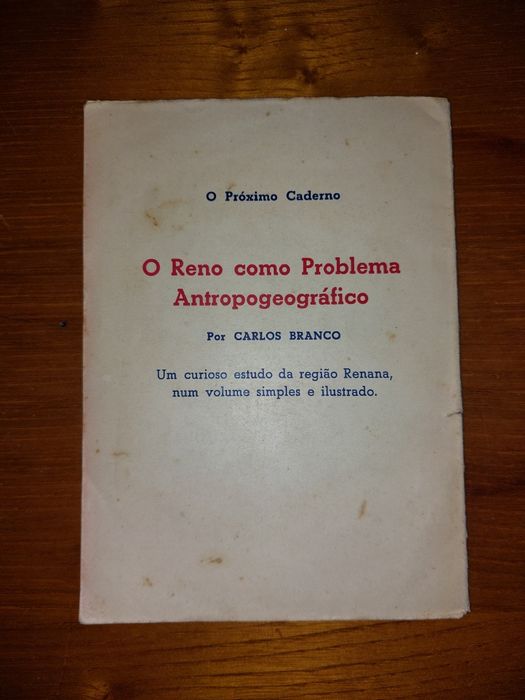 O Próximo Caderno
O Reno como Problema
Antropogeográfico
Por CARLOS BRANCO
Um curioso estudo da região Renana,
num volume simples e ilustrado.